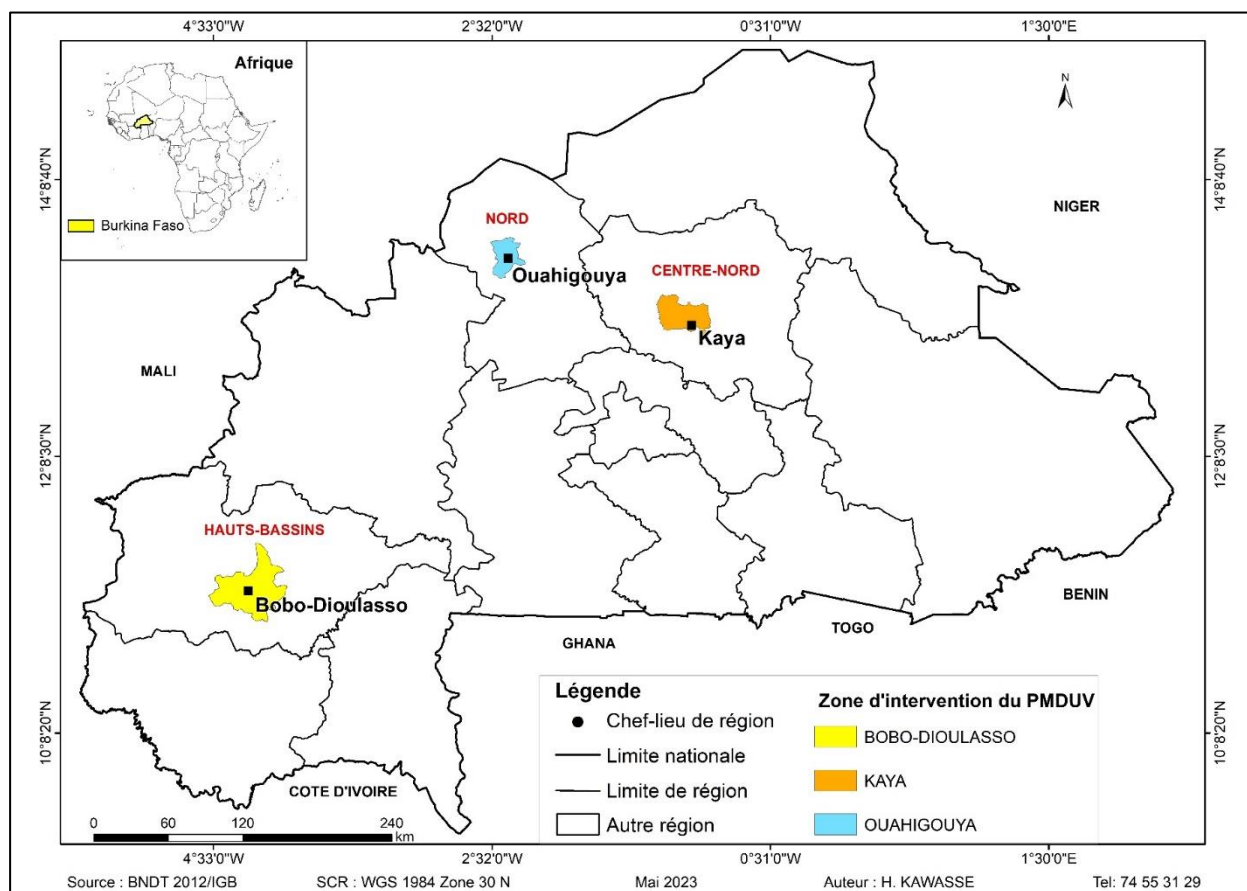 4°33'0"W 2°32'0"W 0°31'0"W 1°30'0"W
Afrique
Burkina Faso
N
14°8'40"N 14°8'40"N
NIGER
NORD
Ouahigouya
CENTRE-NORD
Kaya
MALI
12°8'30"N 12°8'30"N
HAUTS-BASSINS
Bobo-Dioulasso
BENIN
TOGO
GHANA
COTE D'IVOIRE
10°8'20"N 10°8'20"N
Légende
Chef-lieu de région
Limite nationale
Limite de région
Autre région
Zone d'intervention du PMDUV
BOBO-DIOULASSO
KAYA
OUAHIGOUYA
0 60 120 240
km
4°33'0"W 2°32'0"W 0°31'0"W 1°30'0"W
Source : BNDT 2012/IGB SCR : WGS 1984 Zone 30 N Mai 2023 Auteur : H. KAWASSE Tel: 74 55 31 29